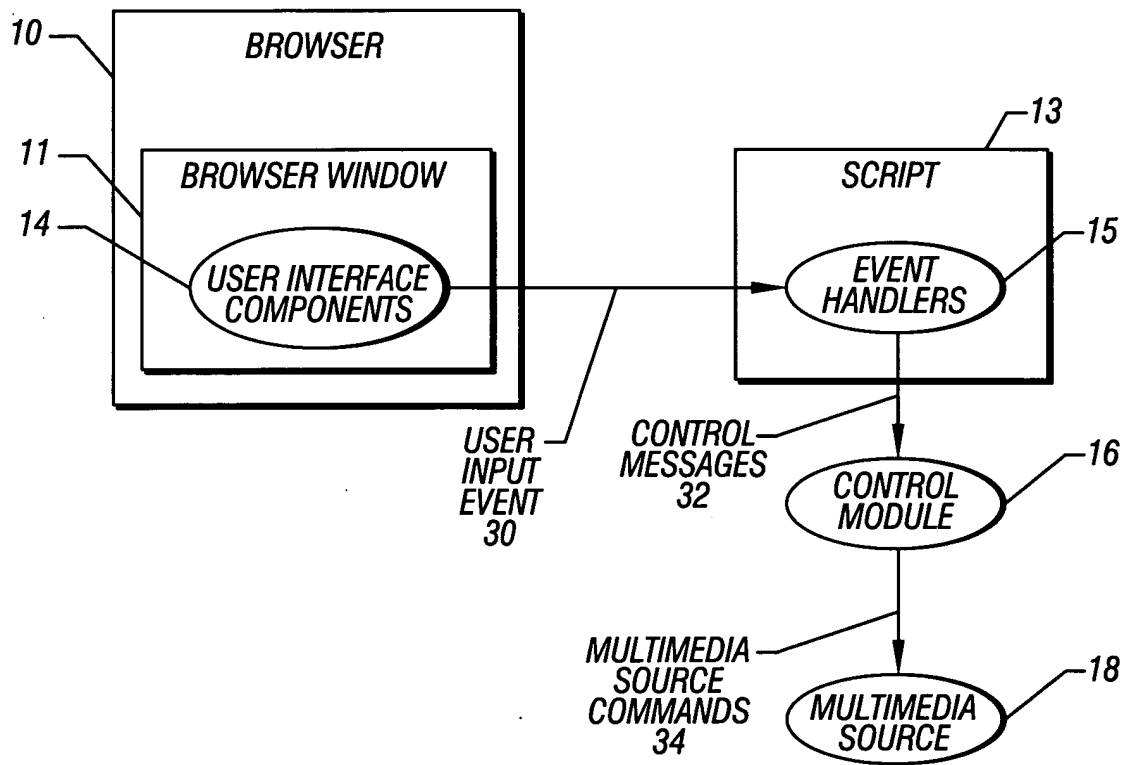 10
BROWSER
11
BROWSER WINDOW
14
USER INTERFACE
COMPONENTS
13
SCRIPT
15
EVENT
HANDLERS
USER
INPUT
EVENT
30
CONTROL
MESSAGES
32
16
CONTROL
MODULE
MULTIMEDIA
SOURCE
COMMANDS
34
18
MULTIMEDIA
SOURCE